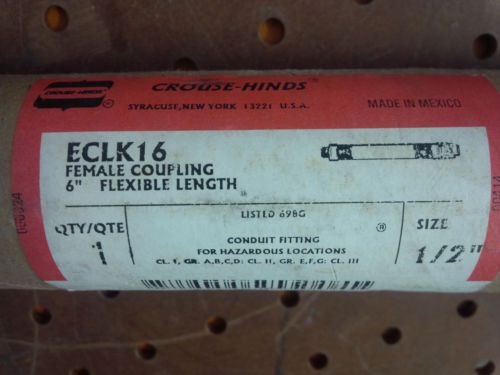 CROUSE-HINDS
CROUSE-HINDS™
SYRACUSE, NEW YORK 13221 U.S.A.
MADE IN MEXICO
ECLK16
FEMALE COUPLING
6" FLEXIBLE LENGTH
LISTED 698G
QTY/QTE
1
CONDUIT FITTING
FOR HAZARDOUS LOCATIONS
CL. I, GR. A,B,C,D: CL. II, GR. E,F,G: CL. III
®
SIZE
1/2"